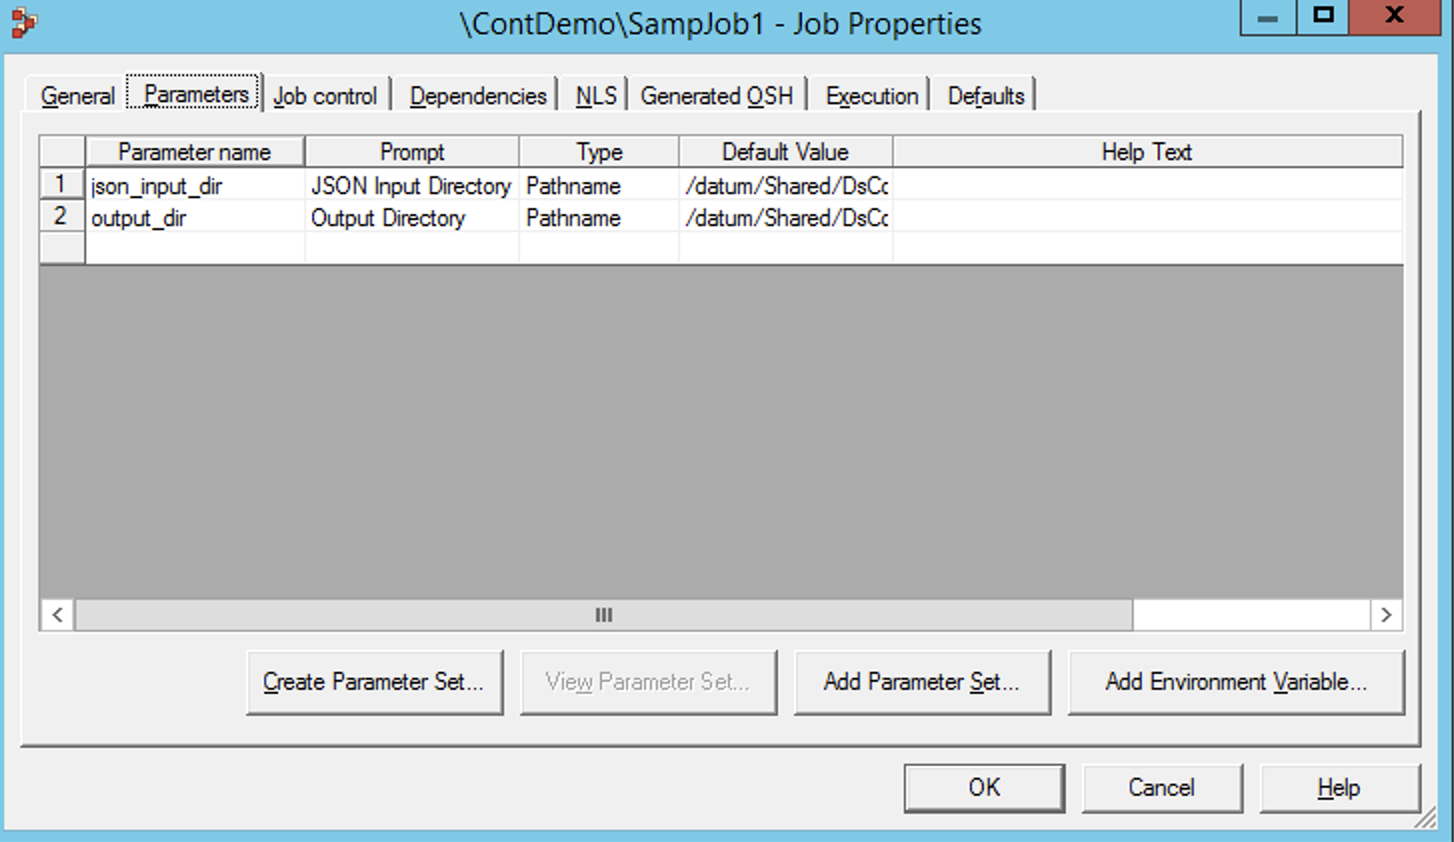 \ContDemo\SampJob1 - Job Properties
General Parameters Job control Dependencies NLS Generated OSH Execution Defaults
Parameter name Prompt Type Default Value Help Text
1 json_input_dir JSON Input Directory Pathname /datum/Shared/DsCc
2 output_dir Output Directory Pathname /datum/Shared/DsCc
Create Parameter Set... View Parameter Set... Add Parameter Set... Add Environment Variable...
OK Cancel Help